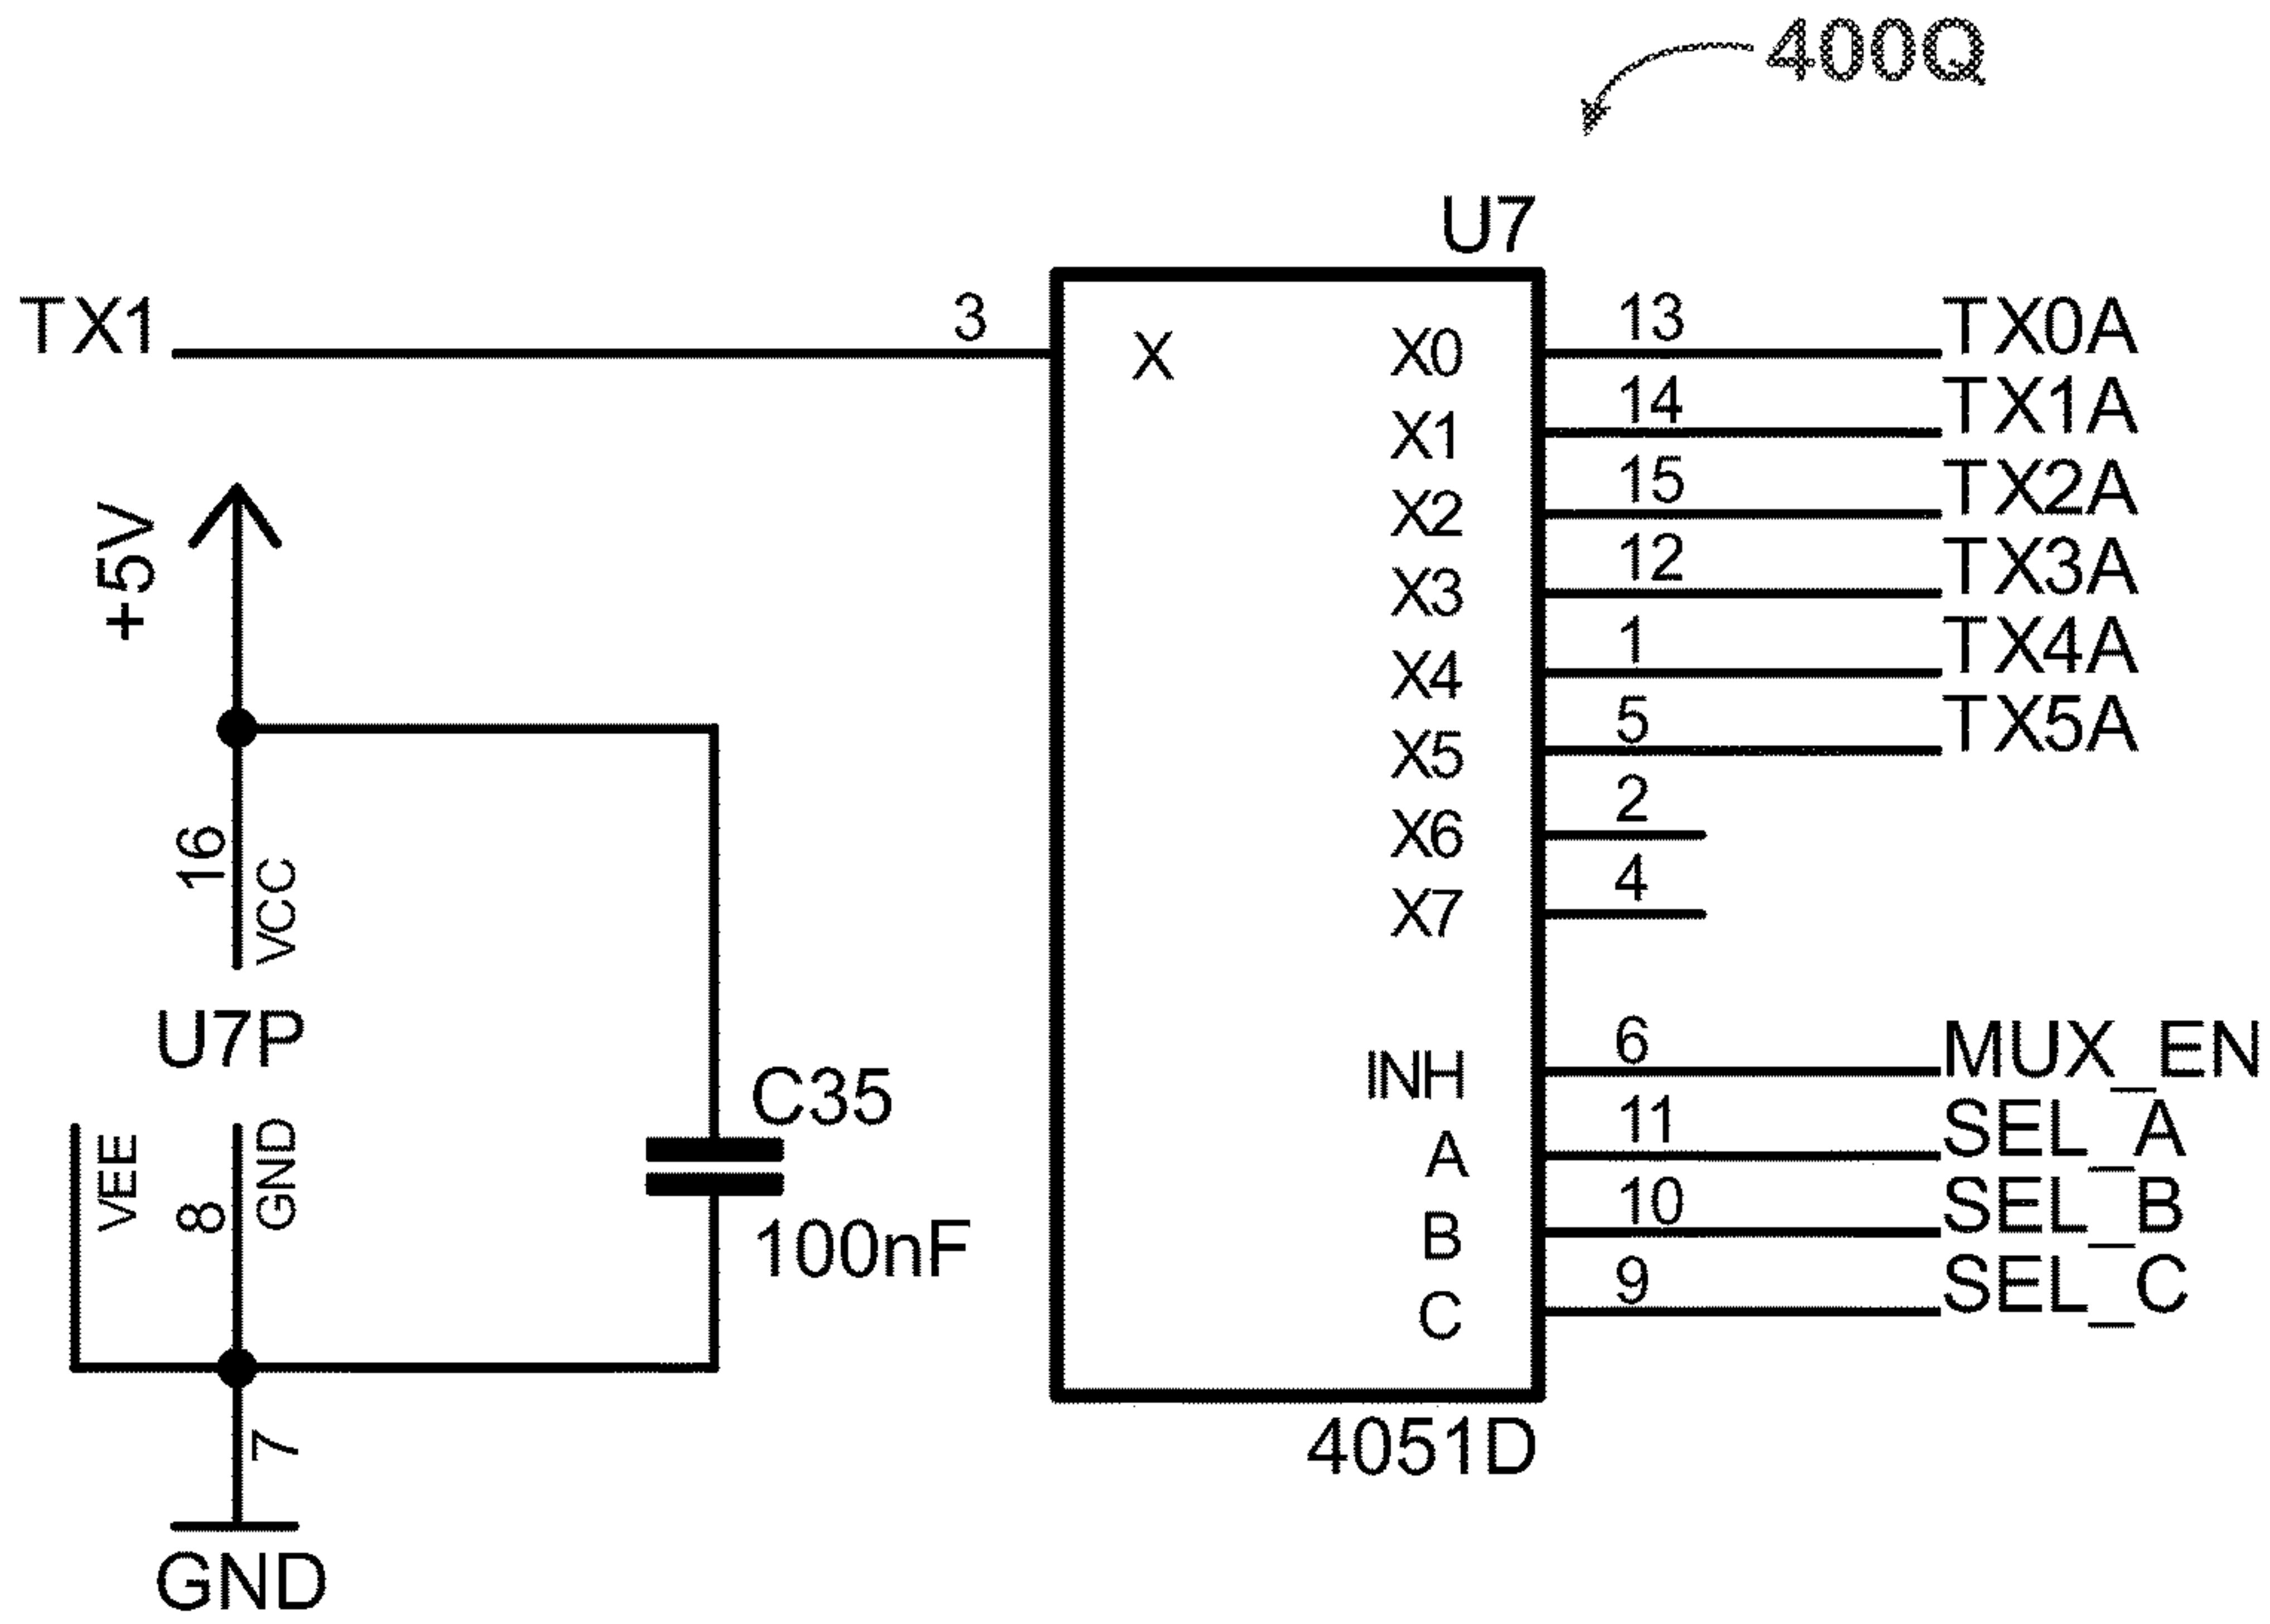 400Q
U7
TX1 3 X X0 13 TX0A
X1 14 TX1A
X2 15 TX2A
X3 12 TX3A
X4 1 TX4A
X5 5 TX5A
X6 2
X7 4
INH 6 MUX_EN
A 11 SEL_A
B 10 SEL_B
C 9 SEL_C
4051D
+5V
16 VCC
U7P
VEE 8 GND
7
GND
C35
100nF